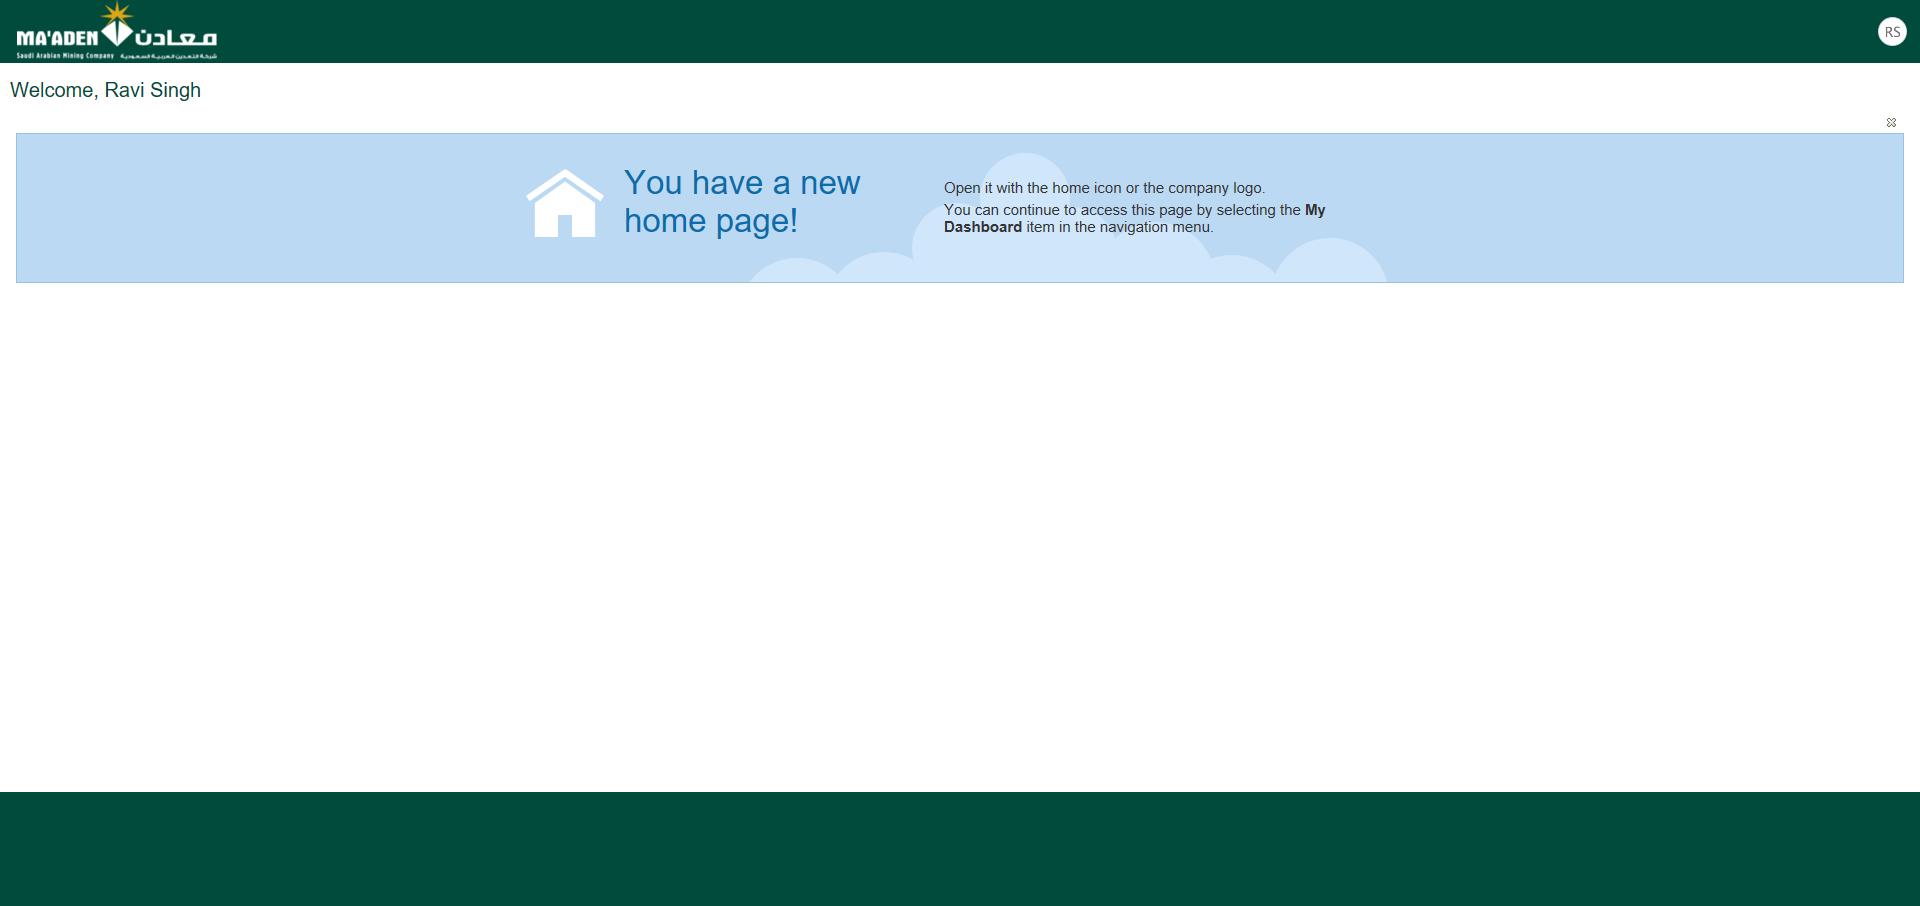 MA'ADEN معادن
Saudi Arabian Mining Company شركة التعدين العربية السعودية
RS
Welcome, Ravi Singh
You have a new
home page!
Open it with the home icon or the company logo.
You can continue to access this page by selecting the My
Dashboard item in the navigation menu.